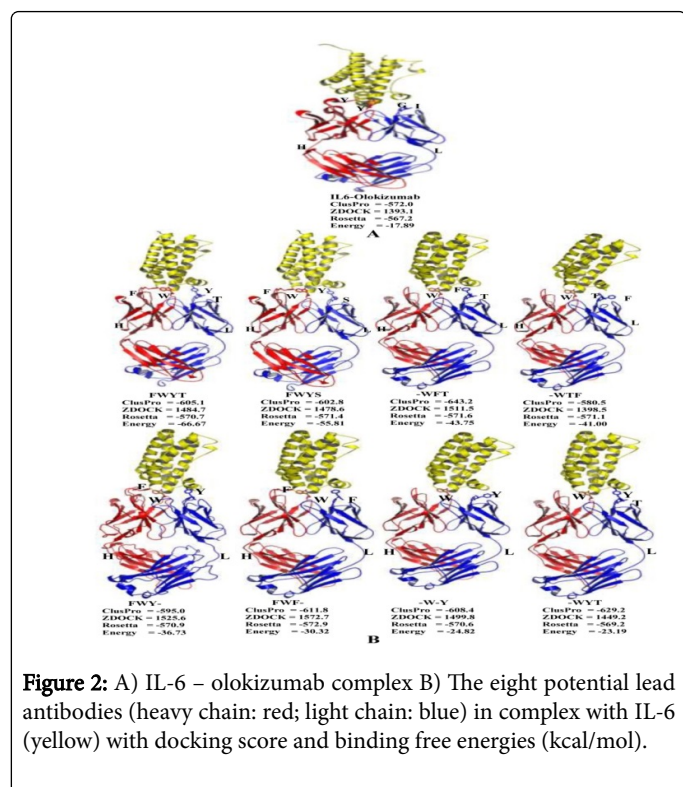 Y Y G I
H L
IL6-Olokizumab
ClusPro = -572.0
ZDOCK = 1393.1
Rosetta = -567.2
Energy = -17.89
A
F W Y T
H L
FWYT
ClusPro = -605.1
ZDOCK = 1484.7
Rosetta = -570.7
Energy = -66.67
F W Y S
H L
FWYS
ClusPro = -602.8
ZDOCK = 1478.6
Rosetta = -571.4
Energy = -55.81
W F T
H L
-WFT
ClusPro = -643.2
ZDOCK = 1511.5
Rosetta = -571.6
Energy = -43.75
W T F
H L
-WTF
ClusPro = -580.5
ZDOCK = 1398.5
Rosetta = -571.1
Energy = -41.00
F W Y
H L
FWY-
ClusPro = -595.0
ZDOCK = 1525.6
Rosetta = -570.9
Energy = -36.73
F W F
H L
FWF-
ClusPro = -611.8
ZDOCK = 1572.7
Rosetta = -572.9
Energy = -30.32
W Y
H L
-W-Y
ClusPro = -608.4
ZDOCK = 1499.8
Rosetta = -570.6
Energy = -24.82
W Y T
H L
-WYT
ClusPro = -629.2
ZDOCK = 1449.2
Rosetta = -569.2
Energy = -23.19
B
Figure 2: A) IL-6 – olokizumab complex B) The eight potential lead
antibodies (heavy chain: red; light chain: blue) in complex with IL-6
(yellow) with docking score and binding free energies (kcal/mol).